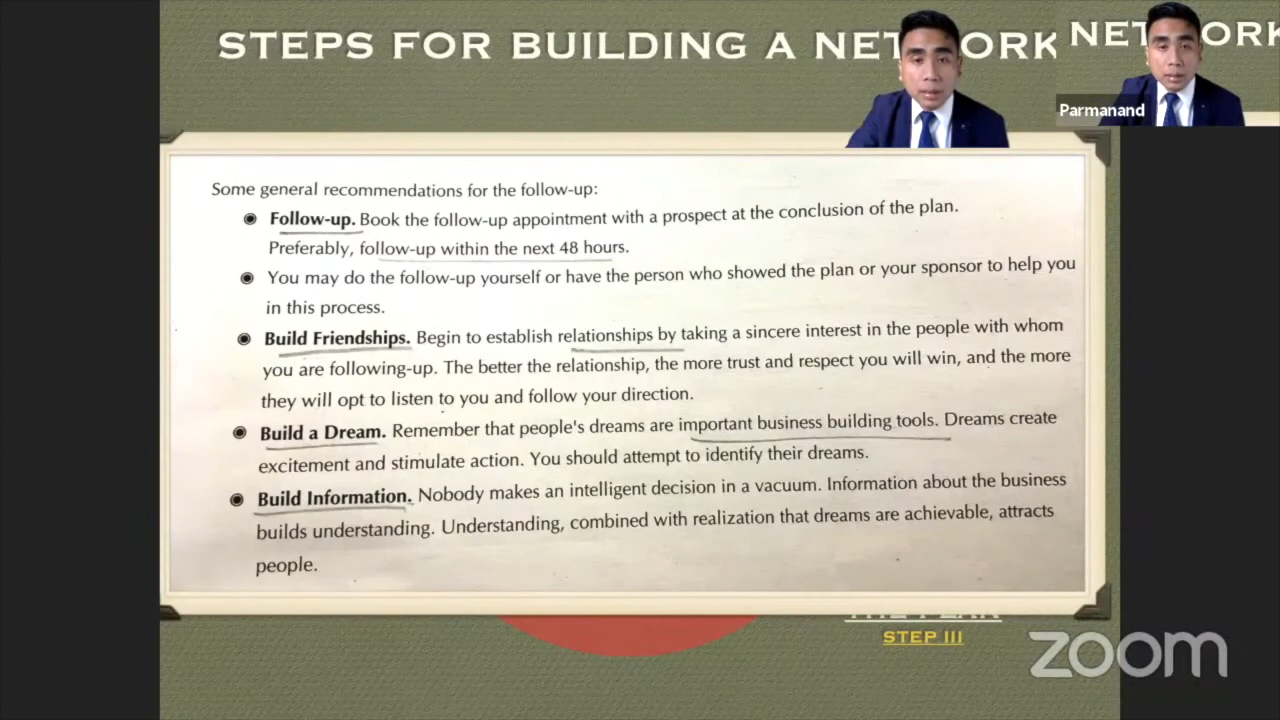 STEPS FOR BUILDING A NET ORK
NET ORK
Parmanand
Some general recommendations for the follow-up:
Follow-up. Book the follow-up appointment with a prospect at the conclusion of the plan.
Preferably, follow-up within the next 48 hours.
You may do the follow-up yourself or have the person who showed the plan or your sponsor to help you
in this process.
Build Friendships. Begin to establish relationships by taking a sincere interest in the people with whom
you are following-up. The better the relationship, the more trust and respect you will win, and the more
they will opt to listen to you and follow your direction.
Build a Dream. Remember that people's dreams are important business building tools. Dreams create
excitement and stimulate action. You should attempt to identify their dreams.
Build Information. Nobody makes an intelligent decision in a vacuum. Information about the business
builds understanding. Understanding, combined with realization that dreams are achievable, attracts
people.
STEP III
zoom